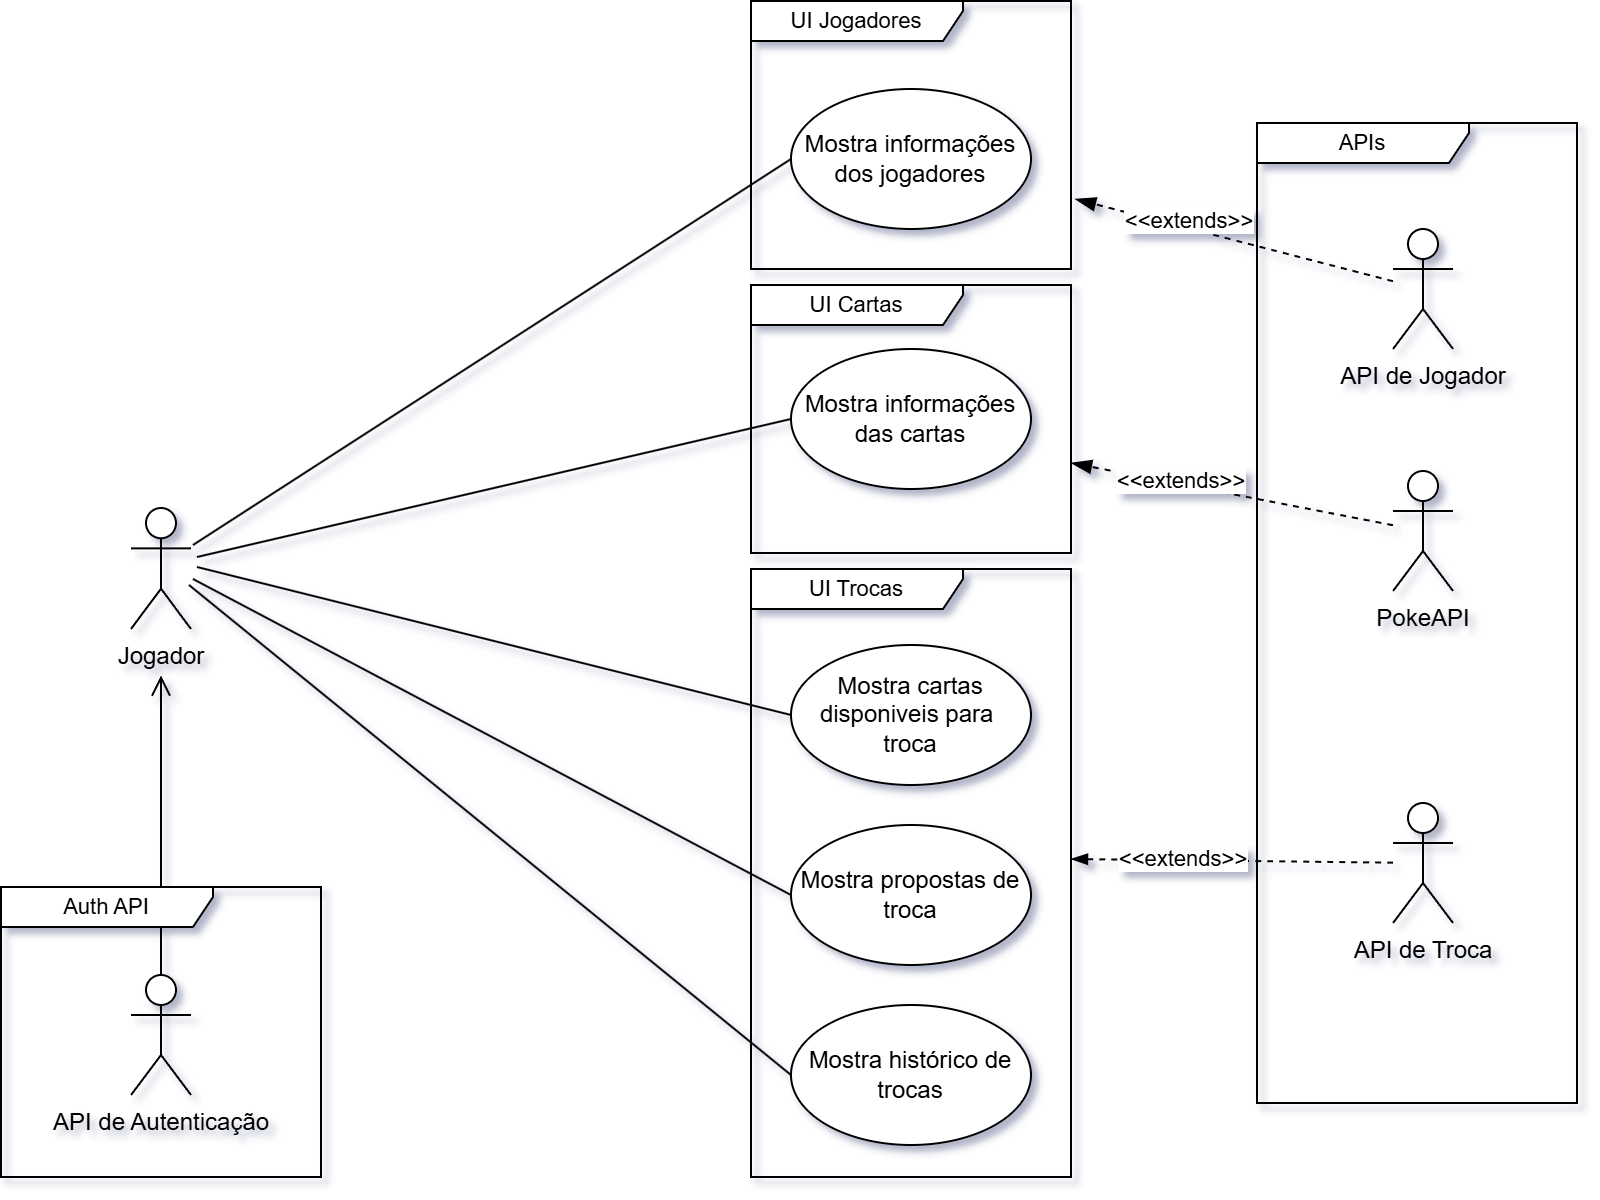 UI Jogadores
Mostra informações
dos jogadores
APIs
<<extends>>
API de Jogador
UI Cartas
Mostra informações
das cartas
<<extends>>
PokeAPI
Jogador
UI Trocas
Mostra cartas
disponiveis para
troca
<<extends>>
Mostra propostas de
troca
API de Troca
Auth API
Mostra histórico de
trocas
API de Autenticação